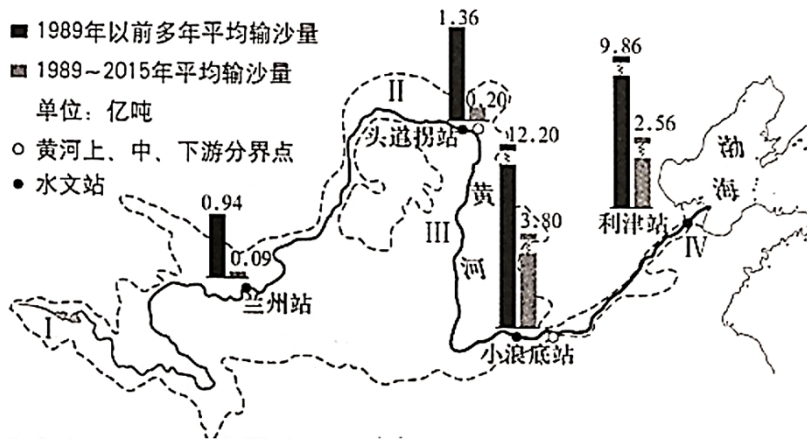 ■ 1989年以前多年平均输沙量
■ 1989~2015年平均输沙量
单位：亿吨
○ 黄河上、中、下游分界点
● 水文站
1.36
0.20
头道拐站
II
9.86
2.56
利津站
渤海
12.20
3.80
黄河
III
小浪底站
0.94
0.09
兰州站
I
IV